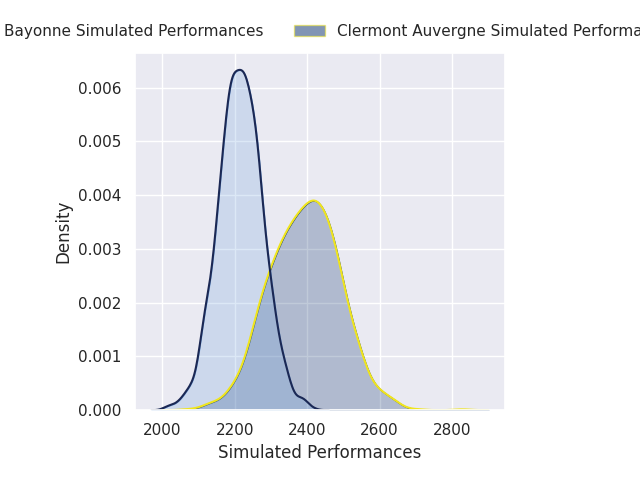 Bayonne Simulated Performances
Clermont Auvergne Simulated Performa
0.006
0.005
0.004
0.003
0.002
0.001
0.000
Density
2000 2200 2400 2600 2800
Simulated Performances